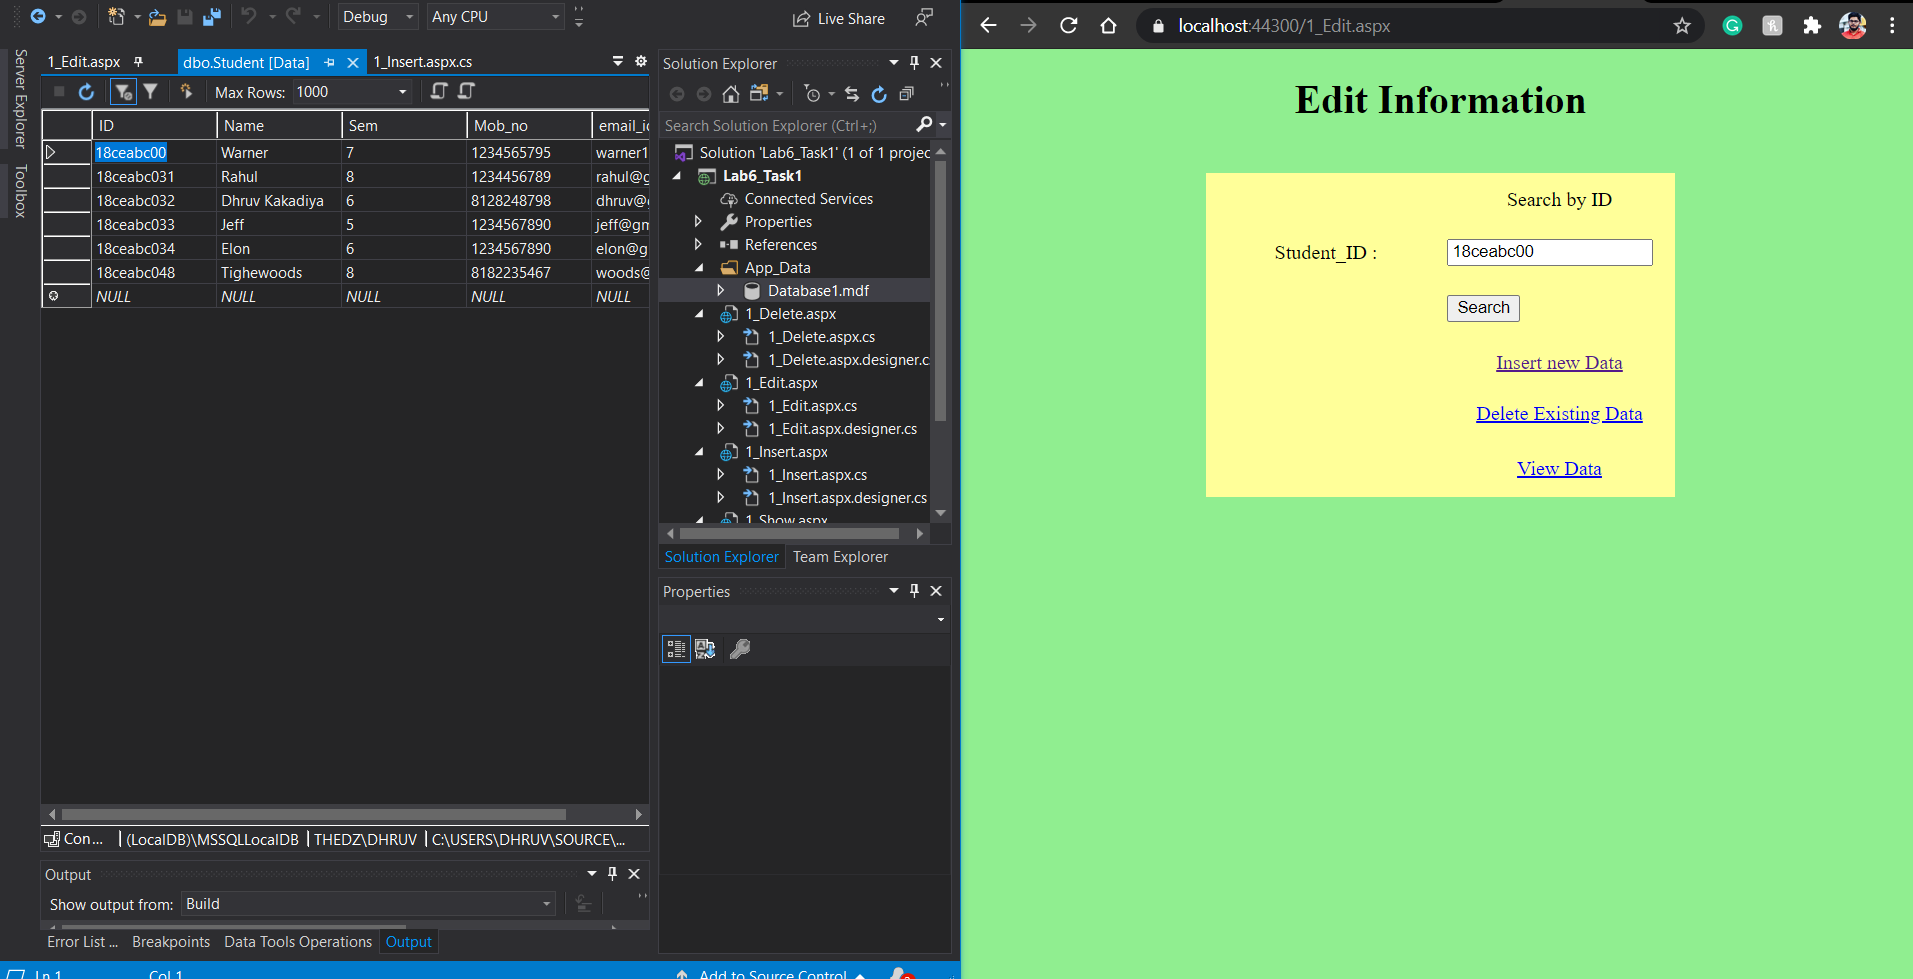 Debug
Any CPU
Live Share
Server Explorer
Toolbox
1_Edit.aspx
dbo.Student [Data]
1_Insert.aspx.cs
Max Rows: 1000
ID Name Sem Mob_no email_ic
18ceabc00 Warner 7 1234565795 warner1
18ceabc031 Rahul 8 1234456789 rahul@g
18ceabc032 Dhruv Kakadiya 6 8128248798 dhruv@g
18ceabc033 Jeff 5 1234567890 jeff@gm
18ceabc034 Elon 6 1234567890 elon@g
18ceabc048 Tighewoods 8 8182235467 woods@
NULL NULL NULL NULL NULL
Con... (LocalDB)\MSSQLLocalDB THEDZ\DHRUV C:\USERS\DHRUV\SOURCE\...
Output
Show output from: Build
Error List ... Breakpoints Data Tools Operations Output
Ln 1 Col 1 Add to Source Control
Solution Explorer
Search Solution Explorer (Ctrl+;)
Solution 'Lab6_Task1' (1 of 1 projec
Lab6_Task1
Connected Services
Properties
References
App_Data
Database1.mdf
1_Delete.aspx
1_Delete.aspx.cs
1_Delete.aspx.designer.c
1_Edit.aspx
1_Edit.aspx.cs
1_Edit.aspx.designer.cs
1_Insert.aspx
1_Insert.aspx.cs
1_Insert.aspx.designer.cs
1_Show.aspx
Solution Explorer Team Explorer
Properties
localhost:44300/1_Edit.aspx
Edit Information
Search by ID
Student_ID : 18ceabc00
Search
Insert new Data
Delete Existing Data
View Data